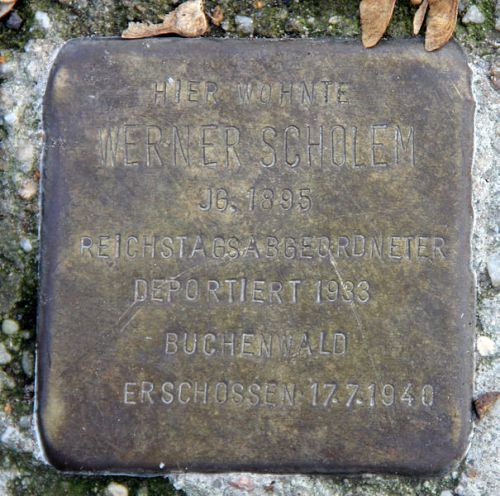 HIER WOHNTE
WERNER SCHOLEM
JG. 1895
REICHSTAGSABGEORDNETER
DEPORTIERT 1933
BUCHENWALD
ERSCHOSSEN 17.7.1940